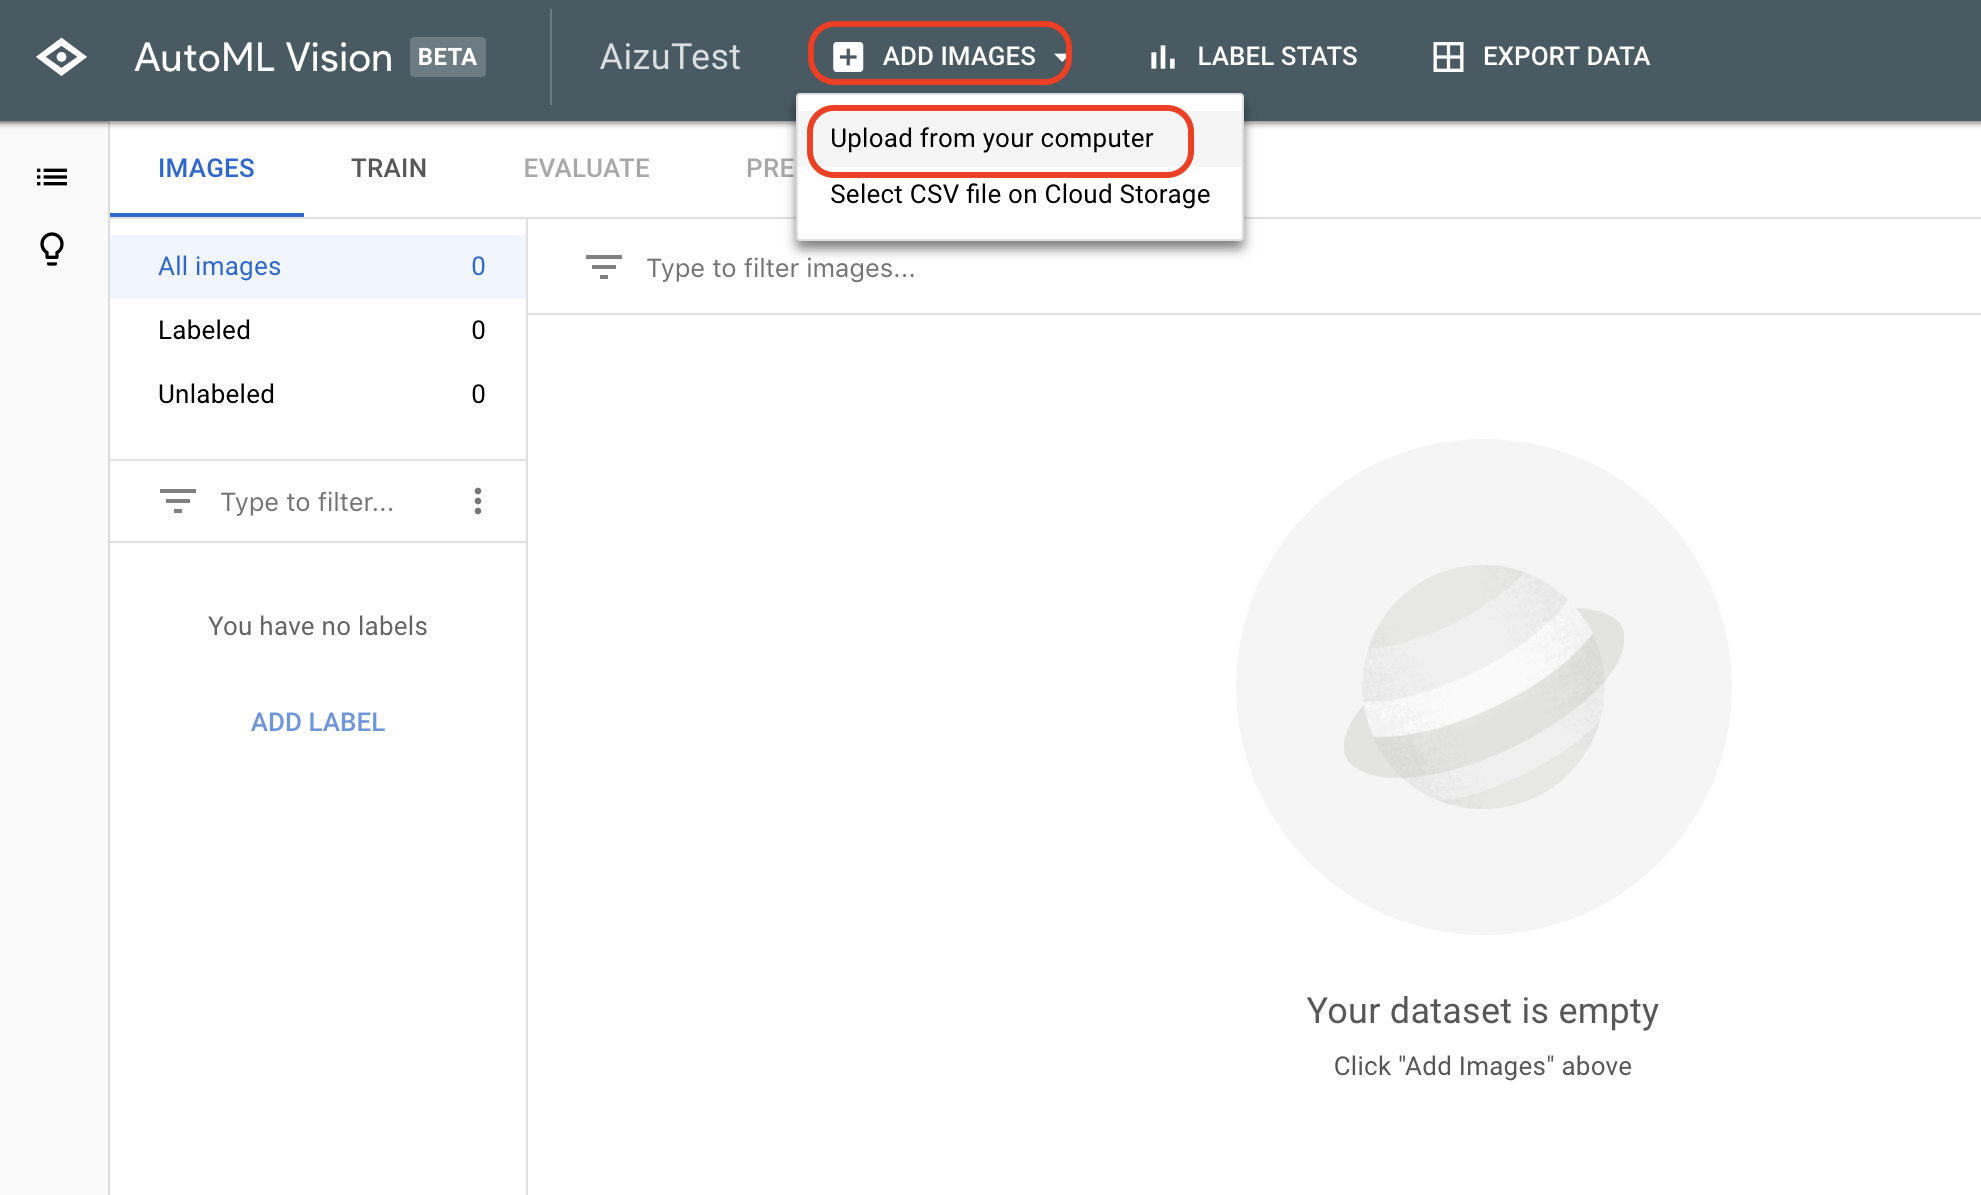 AutoML Vision BETA AizuTest ADD IMAGES LABEL STATS EXPORT DATA
Upload from your computer
Select CSV file on Cloud Storage
IMAGES TRAIN EVALUATE PRE
All images 0
Labeled 0
Unlabeled 0
Type to filter...
You have no labels
ADD LABEL
Type to filter images...
Your dataset is empty
Click "Add Images" above